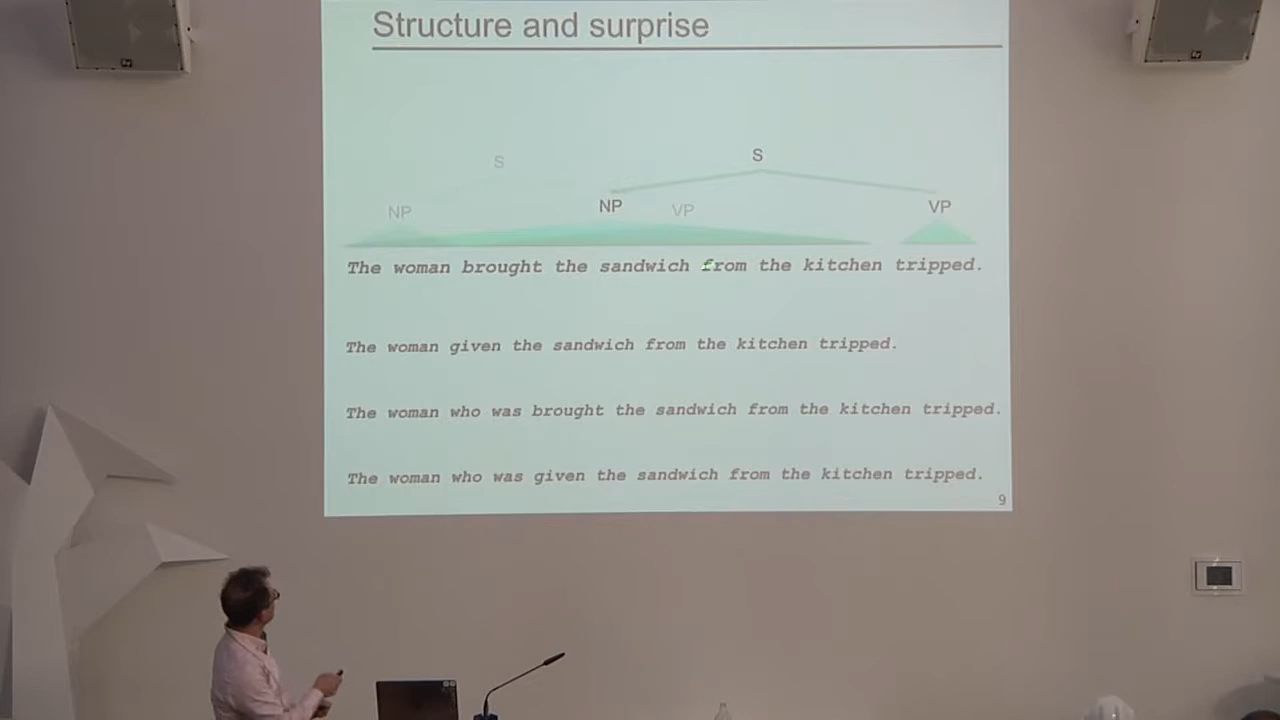 Structure and surprise
S
S
NP
NP
VP
VP
The woman brought the sandwich from the kitchen tripped.
The woman given the sandwich from the kitchen tripped.
The woman who was brought the sandwich from the kitchen tripped.
The woman who was given the sandwich from the kitchen tripped.
9